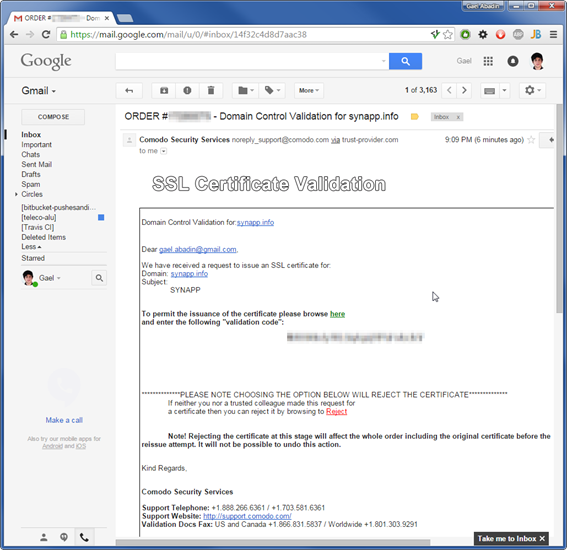 Gael Abadin
ORDER # - Dom
https://mail.google.com/mail/u/0/#inbox/14f32c4d8d7aac38
Google
Gael
Gmail
More
1 of 3,163
COMPOSE
Inbox
Important
Chats
Sent Mail
Drafts
Spam
Circles
[bitbucket-pushesandi
[teleco-alu]
[Travis CI]
Deleted Items
Less
Starred
Gael
Make a call
Also try our mobile apps for
Android and iOS
ORDER # - Domain Control Validation for synapp.info
Inbox x
Comodo Security Services noreply_support@comodo.com via trust-provider.com
9:09 PM (6 minutes ago)
to me
SSL Certificate Validation
Domain Control Validation for:synapp.info
Dear gael.abadin@gmail.com,
We have received a request to issue an SSL certificate for:
Domain: synapp.info
Subject:
SYNAPP
To permit the issuance of the certificate please browse here
and enter the following "validation code":
**************PLEASE NOTE CHOOSING THE OPTION BELOW WILL REJECT THE CERTIFICATE**************
If neither you nor a trusted colleague made this request for
a certificate then you can reject it by browsing to Reject
Note! Rejecting the certificate at this stage will affect the whole order including the original certificate before the
reissue attempt. It will not be possible to undo this action.
Kind Regards,
Comodo Security Services
Support Telephone: +1.888.266.6361 / +1.703.581.6361
Support Website: http://support.comodo.com/
Validation Docs Fax: US and Canada +1.866.831.5837 / Worldwide +1.801.303.9291
Take me to Inbox